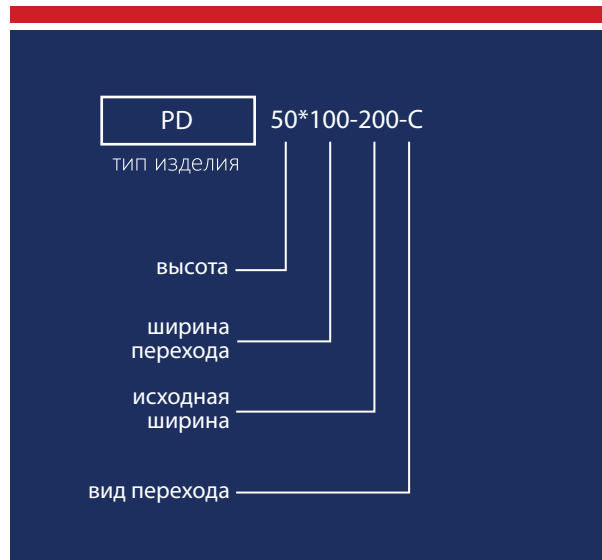 PD 50*100-200-C
тип изделия
высота
ширина
перехода
исходная
ширина
вид перехода